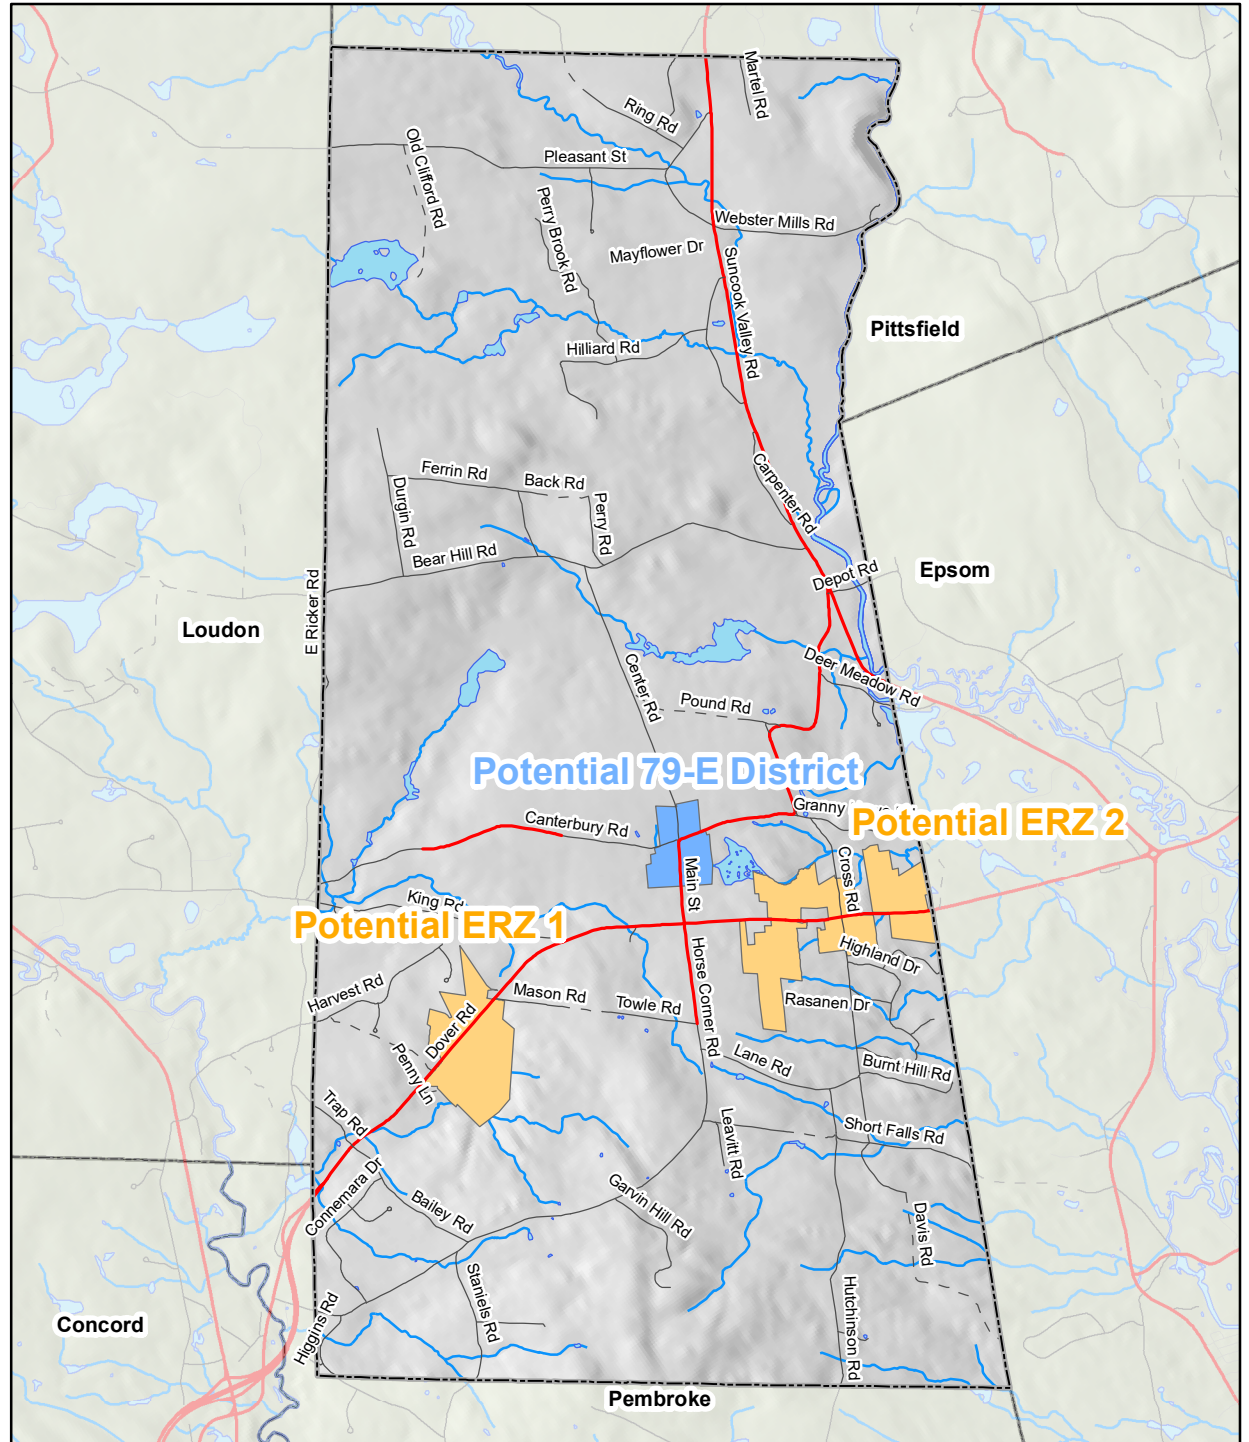 Martel Rd
Ring Rd
Pleasant St
Old Clifford Rd
Perry Brook Rd
Webster Mills Rd
Mayflower Dr
Suncook Valley Rd
Pittsfield
Hilliard Rd
Carpenter Rd
Ferrin Rd
Back Rd
Durgin Rd
Perry Rd
Bear Hill Rd
Depot Rd
Epsom
E Ricker Rd
Loudon
Center Rd
Deer Meadow Rd
Pound Rd
Potential 79-E District
Granny
Canterbury Rd
Potential ERZ 2
Main St
Cross Rd
King Rd
Potential ERZ 1
Horse Corner Rd
Highland Dr
Harvest Rd
Mason Rd
Towle Rd
Rasanen Dr
Dover Rd
Penny Ln
Lane Rd
Burnt Hill Rd
Trap Rd
Leavitt Rd
Short Falls Rd
Connemara Dr
Bailey Rd
Garvin Hill Rd
Davis Rd
Staniels Rd
Hutchinson Rd
Higgins Rd
Concord
Pembroke